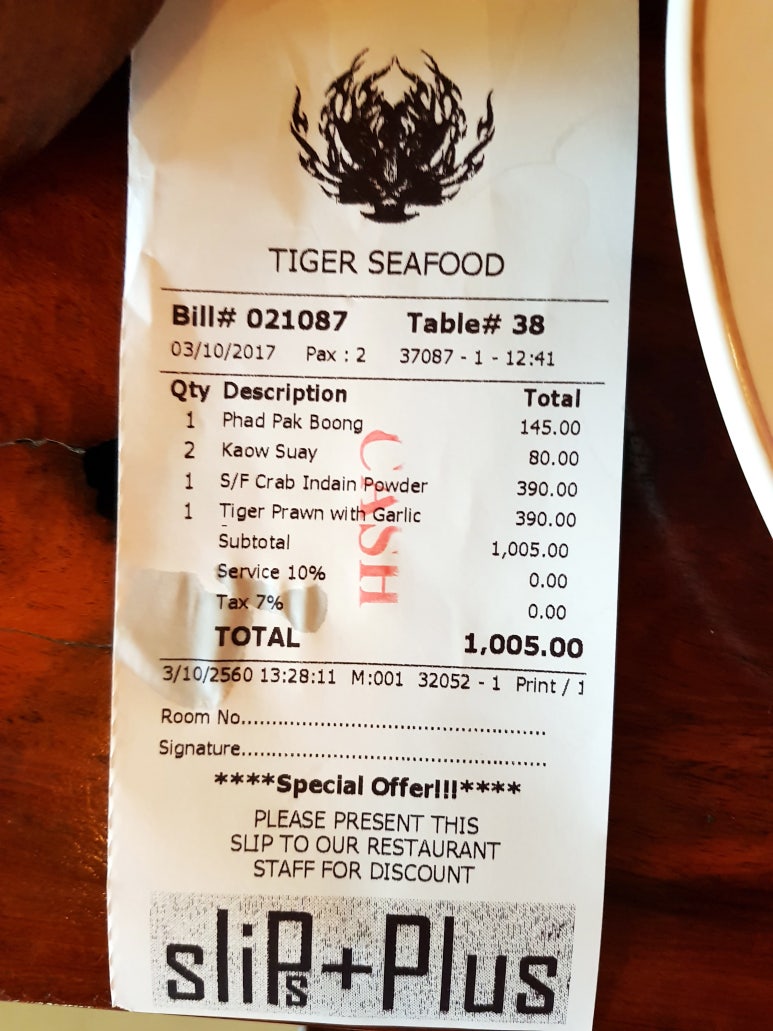 TIGER SEAFOOD
Bill# 021087 Table# 38
03/10/2017 Pax : 2 37087 - 1 - 12:41
Qty Description Total
1 Phad Pak Boong 145.00
2 Kaow Suay 80.00
1 S/F Crab Indain Powder 390.00
1 Tiger Prawn with Garlic 390.00
Subtotal 1,005.00
Service 10% 0.00
Tax 7% 0.00
TOTAL 1,005.00
CASH
3/10/2560 13:28:11 M:001 32052 - 1 Print / 1
Room No...............................................
Signature...............................................
****Special Offer!!!****
PLEASE PRESENT THIS
SLIP TO OUR RESTAURANT
STAFF FOR DISCOUNT
sliPs+Plus